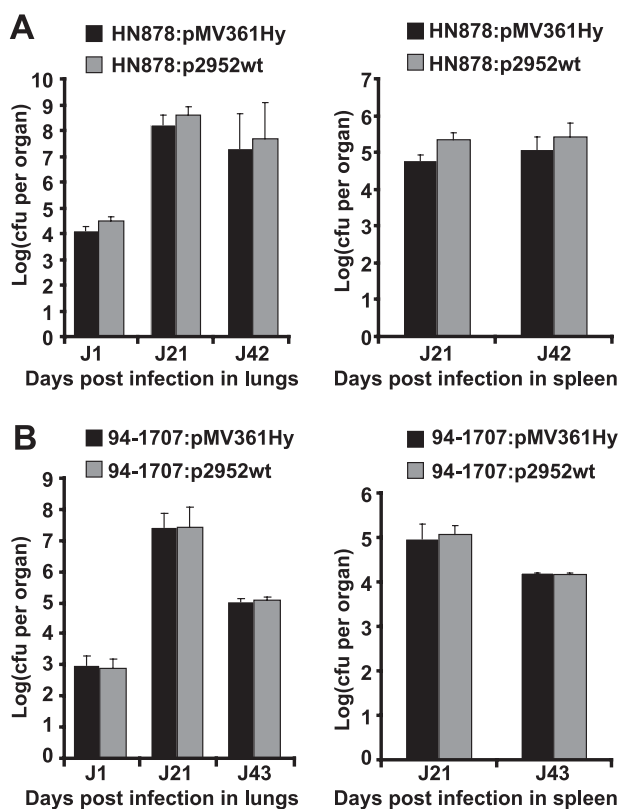 A
HN878:pMV361Hy
HN878:p2952wt
Log(cfu per organ)
10
9
8
7
6
5
4
3
2
1
0
J1 J21 J42
Days post infection in lungs
HN878:pMV361Hy
HN878:p2952wt
Log(cfu per organ)
7
6
5
4
3
2
1
0
J21 J42
Days post infection in spleen
B
94-1707:pMV361Hy
94-1707:p2952wt
Log(cfu per organ)
9
8
7
6
5
4
3
2
1
0
J1 J21 J43
Days post infection in lungs
94-1707:pMV361Hy
94-1707:p2952wt
Log(cfu per organ)
6
5
4
3
2
1
0
J21 J43
Days post infection in spleen